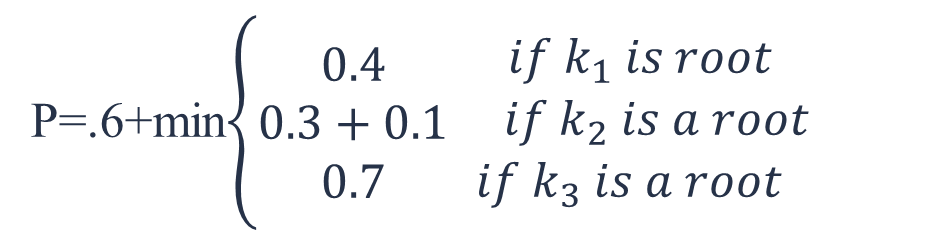 0.4 if k₁ is root
P=.6+min{ 0.3 + 0.1 if k₂ is a root
0.7 if k₃ is a root